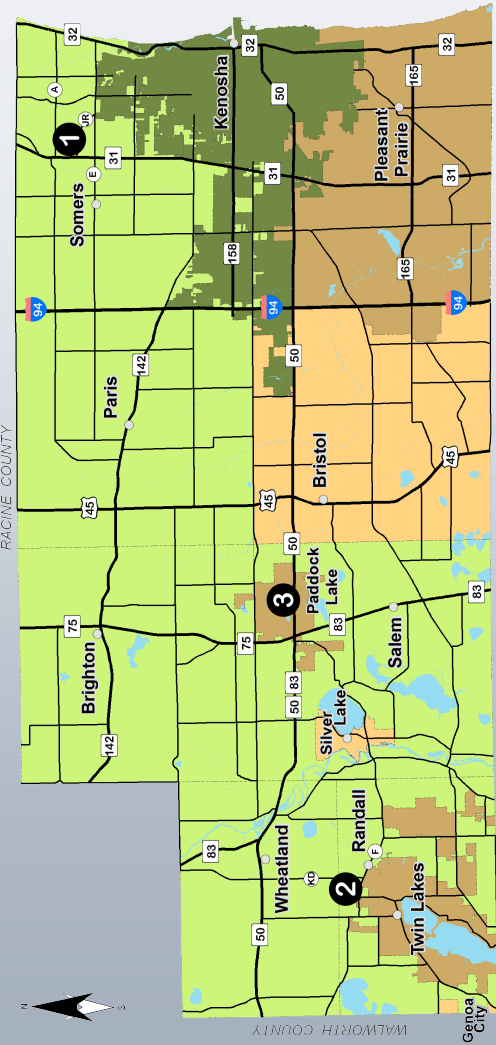 RACINE COUNTY
N
S
75
45
94
32
A
1
JR
Somers
E
31
Brighton
142
Paris
142
83
Kenosha
158
75
45
94
31
32
WALWORTH COUNTY
50
Wheatland
50
83
3
50
50
50
KD
Paddock
Lake
Bristol
2
Randall
F
Silver
Lake
83
Salem
Pleasant
Prairie
165
165
Twin Lakes
45
94
31
32
83
Genoa
City